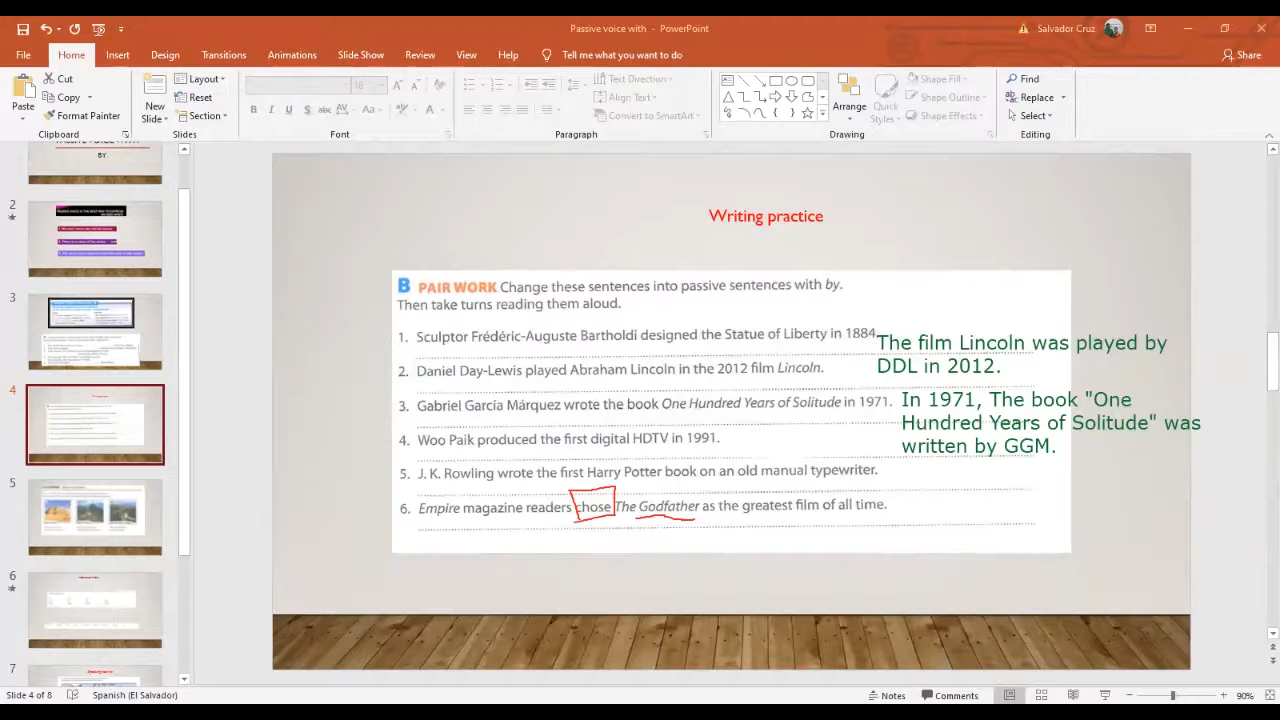 Passive voice with - PowerPoint
Salvador Cruz
File Home Insert Design Transitions Animations Slide Show Review View Help Tell me what you want to do Share
Paste Cut Copy Format Painter Clipboard
New Slide Layout Reset Section Slides
18
Font
Text Direction Align Text Convert to SmartArt Paragraph
Arrange Quick Styles Shape Fill Shape Outline Shape Effects Drawing
Find Replace Select Editing
BY
2
3
4
5
6
7
Writing practice
B PAIR WORK Change these sentences into passive sentences with by.
Then take turns reading them aloud.
1. Sculptor Frédéric-Auguste Bartholdi designed the Statue of Liberty in 1884.
2. Daniel Day-Lewis played Abraham Lincoln in the 2012 film Lincoln.
3. Gabriel García Márquez wrote the book One Hundred Years of Solitude in 1971.
4. Woo Paik produced the first digital HDTV in 1991.
5. J. K. Rowling wrote the first Harry Potter book on an old manual typewriter.
6. Empire magazine readers chose The Godfather as the greatest film of all time.
The film Lincoln was played by
DDL in 2012.
In 1971, The book "One
Hundred Years of Solitude" was
written by GGM.
Slide 4 of 8 Spanish (El Salvador) Notes Comments 90%